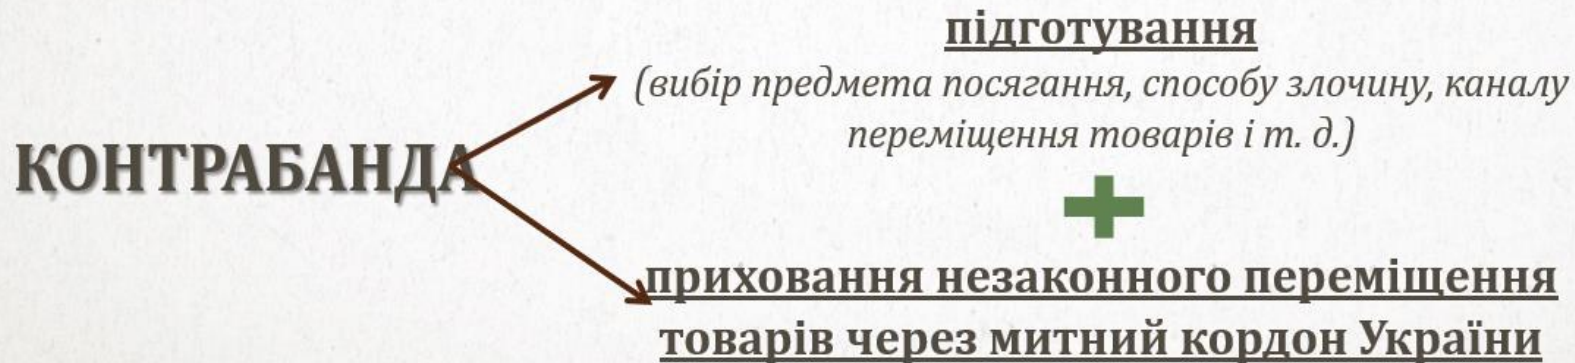 підготування
(вибір предмета посягання, способу злочину, каналу
переміщення товарів і т. д.)
КОНТРАБАНДА
приховання незаконного переміщення
товарів через митний кордон України